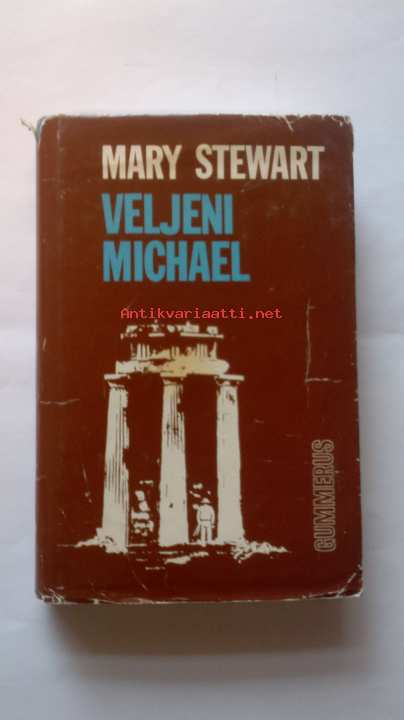 MARY STEWART
VELJENI
MICHAEL
Antikvariaatti.net
GUMMERUS